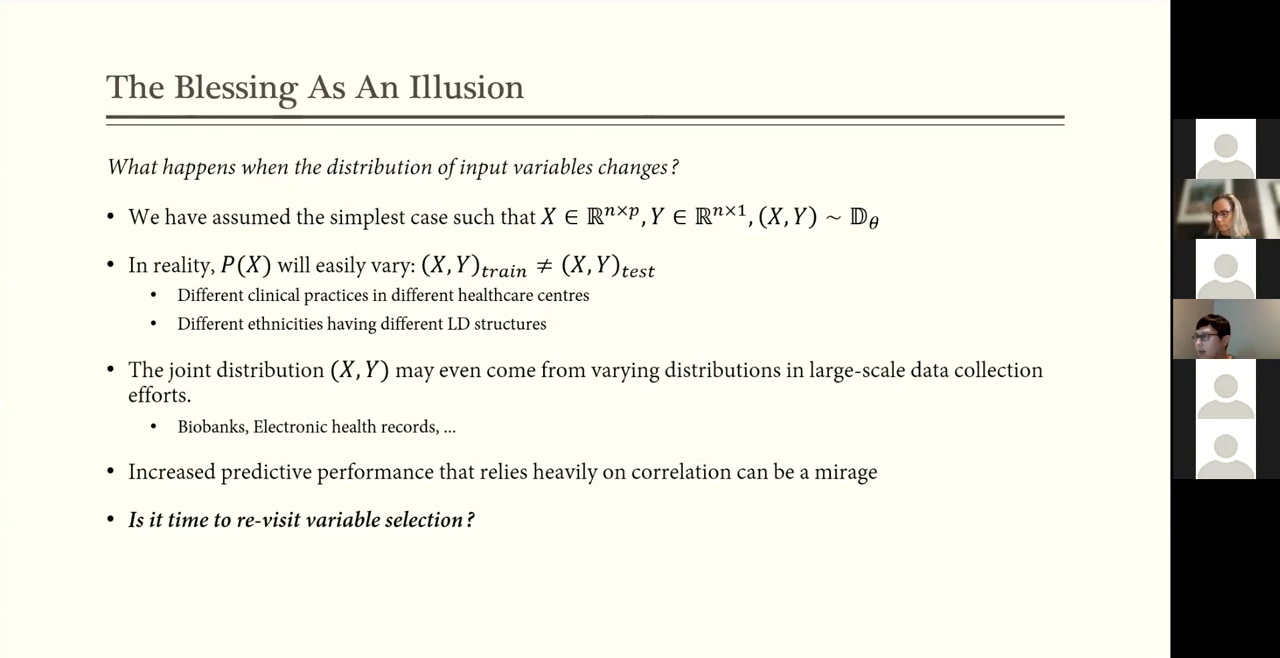 The Blessing As An Illusion
What happens when the distribution of input variables changes?
• We have assumed the simplest case such that X ∈ ℝⁿˣᵖ, Y ∈ ℝⁿˣ¹, (X, Y) ~ 𝔻_θ
• In reality, P(X) will easily vary: (X, Y)_train ≠ (X, Y)_test
• Different clinical practices in different healthcare centres
• Different ethnicities having different LD structures
• The joint distribution (X, Y) may even come from varying distributions in large-scale data collection
efforts.
• Biobanks, Electronic health records, ...
• Increased predictive performance that relies heavily on correlation can be a mirage
• Is it time to re-visit variable selection?